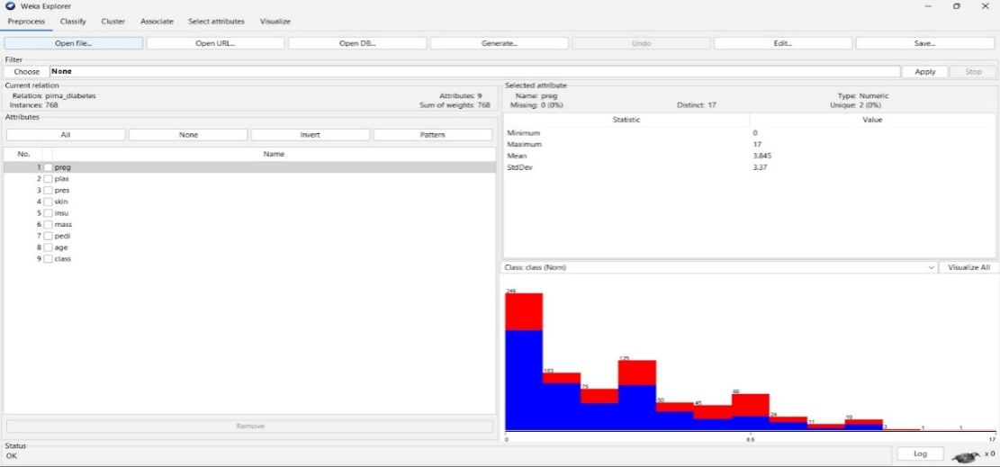 Weka Explorer
Preprocess Classify Cluster Associate Select attributes Visualize
Open file... Open URL... Open DB... Generate... Undo Edit... Save...
Filter
Choose None Apply Stop
Current relation
Relation: pima_diabetes Attributes: 9
Instances: 768 Sum of weights: 768
Attributes
All None Invert Pattern
No. Name
1 preg
2 plas
3 pres
4 skin
5 insu
6 mass
7 pedi
8 age
9 class
Remove
Selected attribute
Name: preg Type: Numeric
Missing: 0 (0%) Distinct: 17 Unique: 2 (0%)
Statistic Value
Minimum 0
Maximum 17
Mean 3.845
StdDev 3.37
Class: class (Nom) Visualize All
246
103
75
125
50
45
66
24
11
19
1
1
0 8.5 17
Status
OK
Log x 0